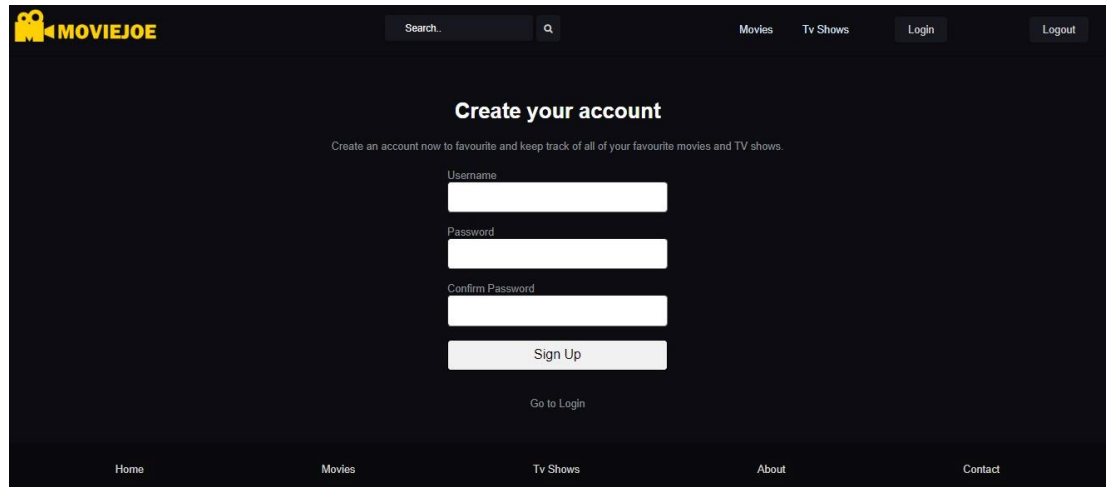 MOVIEJOE
Search..
Movies Tv Shows Login Logout
Create your account
Create an account now to favourite and keep track of all of your favourite movies and TV shows.
Username
Password
Confirm Password
Sign Up
Go to Login
Home Movies Tv Shows About Contact